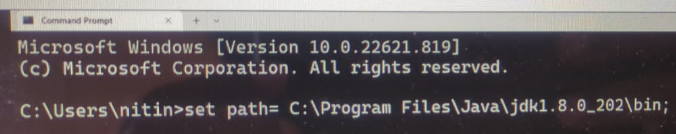 Command Prompt
Microsoft Windows [Version 10.0.22621.819]
(c) Microsoft Corporation. All rights reserved.
C:\Users\nitin>set path= C:\Program Files\Java\jdk1.8.0_202\bin;